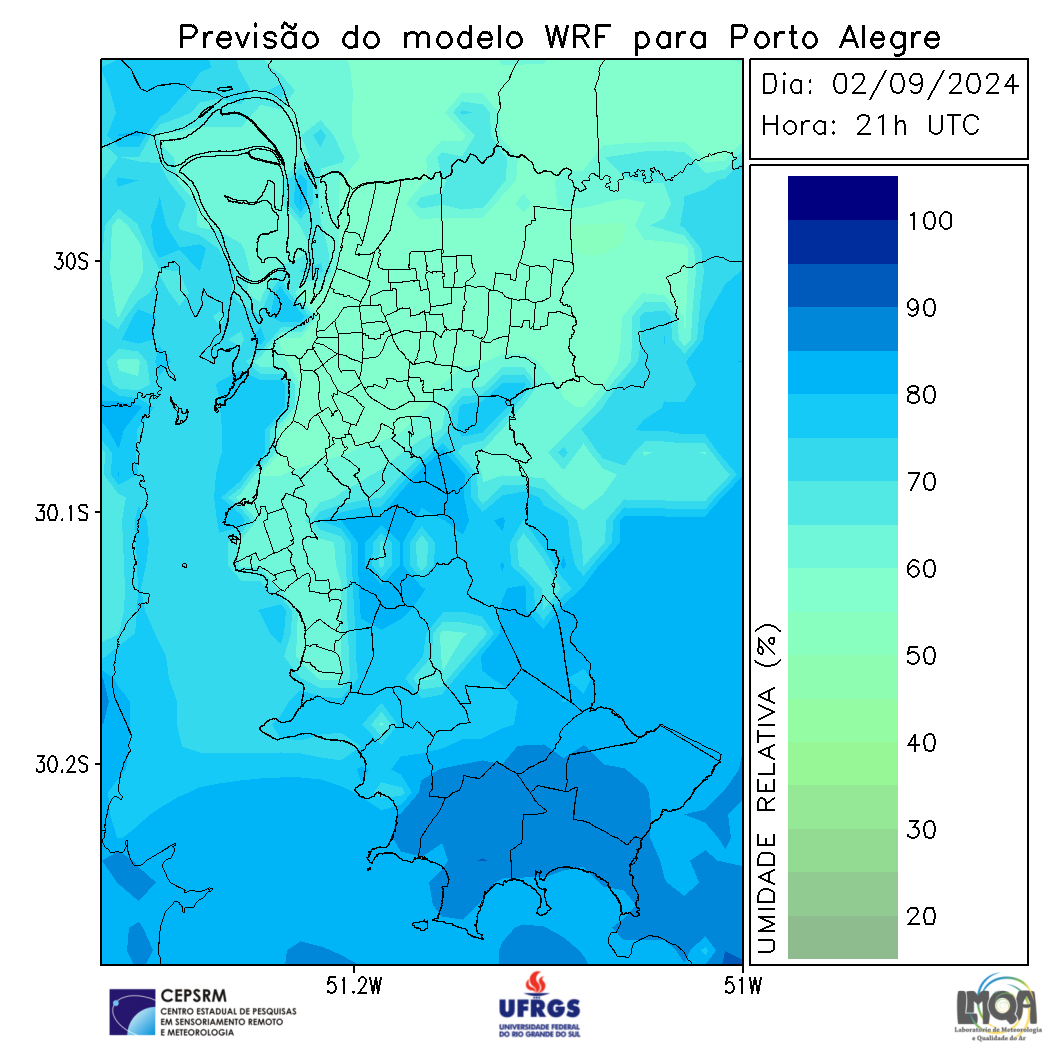 Previsão do modelo WRF para Porto Alegre
Dia: 02/09/2024
Hora: 21h UTC
100
90
80
70
60
50
40
30
20
UMIDADE RELATIVA (%)
30S
30.1S
30.2S
51.2W
51W
CEPSRM
CENTRO ESTADUAL DE PESQUISAS
EM SENSORIAMENTO REMOTO
E METEOROLOGIA
UFRGS
UNIVERSIDADE FEDERAL
DO RIO GRANDE DO SUL
LMQA
Laboratório de Meteorologia
e Qualidade do Ar